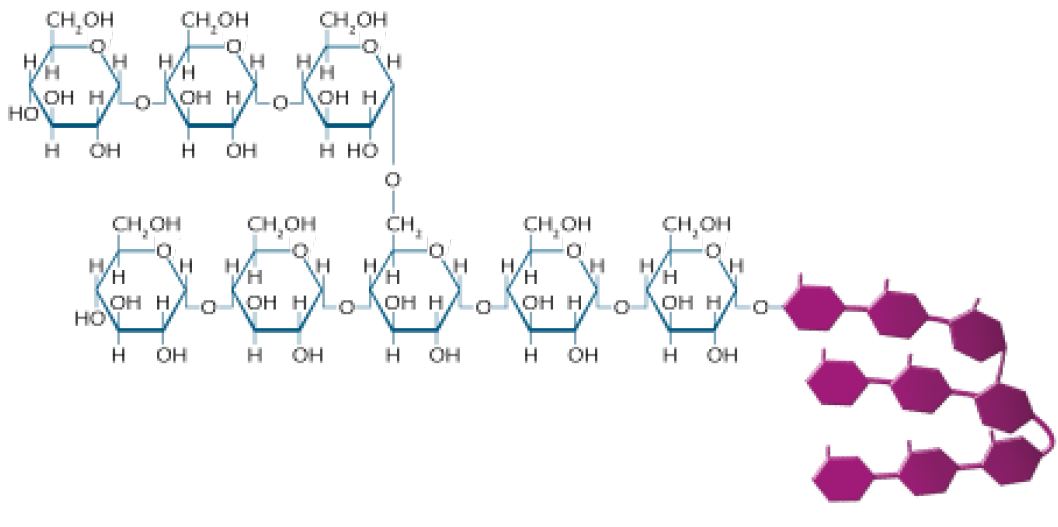 CH₂OH CH₂OH CH₂OH
O O O
H H H H H H
H H H
OH H OH H OH H
O O
HO
H OH H OH H HO
O
CH₂OH CH₂OH CH₂ CH₂OH CH₂OH
O O O O O
H H H H H H H H H H
H H H H H
OH H OH H OH H OH H OH H
O O O O O
HO
H OH H OH H OH H OH H OH